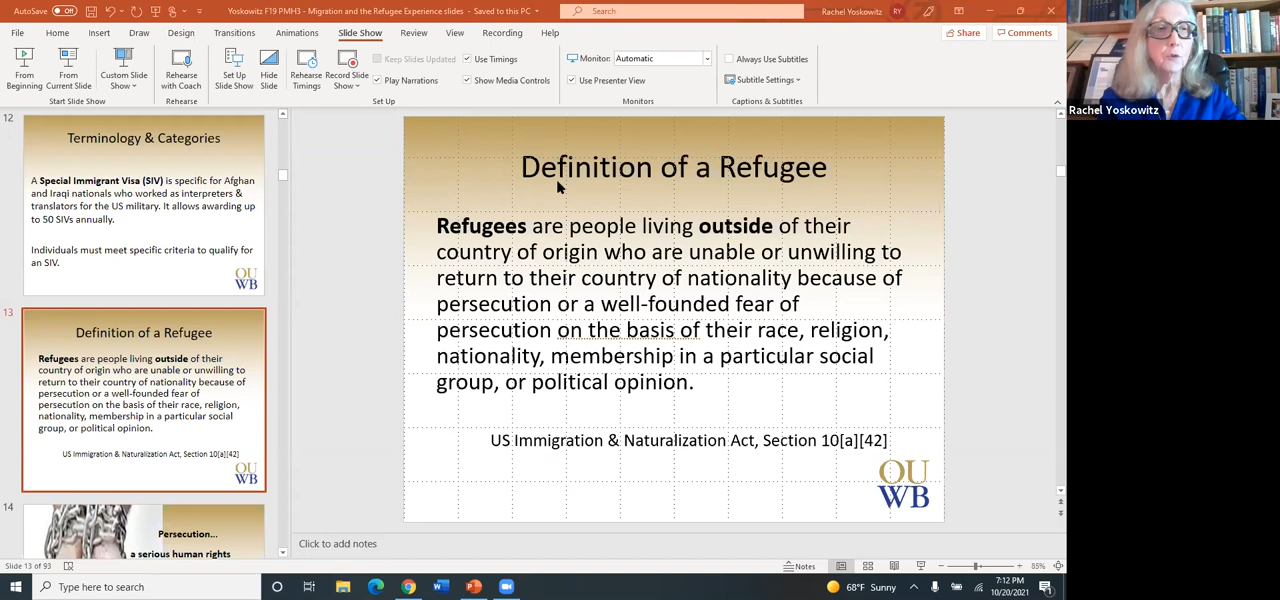 AutoSave Off
Yoskowitz F19 PMH3 - Migration and the Refugee Experience slides - Saved to this PC
Search
Rachel Yoskowitz RY
File Home Insert Draw Design Transitions Animations Slide Show Review View Recording Help
Share Comments
From Beginning
From Current Slide
Custom Slide Show
Start Slide Show
Rehearse with Coach
Rehearse
Set Up Slide Show
Hide Slide
Rehearse Timings
Record Slide Show
Keep Slides Updated
Play Narrations
Use Timings
Show Media Controls
Set Up
Monitor: Automatic
Use Presenter View
Monitors
Always Use Subtitles
Subtitle Settings
Captions & Subtitles
Rachel Yoskowitz
12
Terminology & Categories
A Special Immigrant Visa (SIV) is specific for Afghan
and Iraqi nationals who worked as interpreters &
translators for the US military. It allows awarding up
to 50 SIVs annually.
Individuals must meet specific criteria to qualify for
an SIV.
OU
WB
13
Definition of a Refugee
Refugees are people living outside of their
country of origin who are unable or unwilling to
return to their country of nationality because of
persecution or a well-founded fear of
persecution on the basis of their race, religion,
nationality, membership in a particular social
group, or political opinion.
US Immigration & Naturalization Act, Section 10[a][42]
OU
WB
14
Persecution...
a serious human rights
Definition of a Refugee
Refugees are people living outside of their
country of origin who are unable or unwilling to
return to their country of nationality because of
persecution or a well-founded fear of
persecution on the basis of their race, religion,
nationality, membership in a particular social
group, or political opinion.
US Immigration & Naturalization Act, Section 10[a][42]
OU
WB
Click to add notes
Slide 13 of 93
Notes
85%
Type here to search
68°F Sunny
7:12 PM
10/20/2021